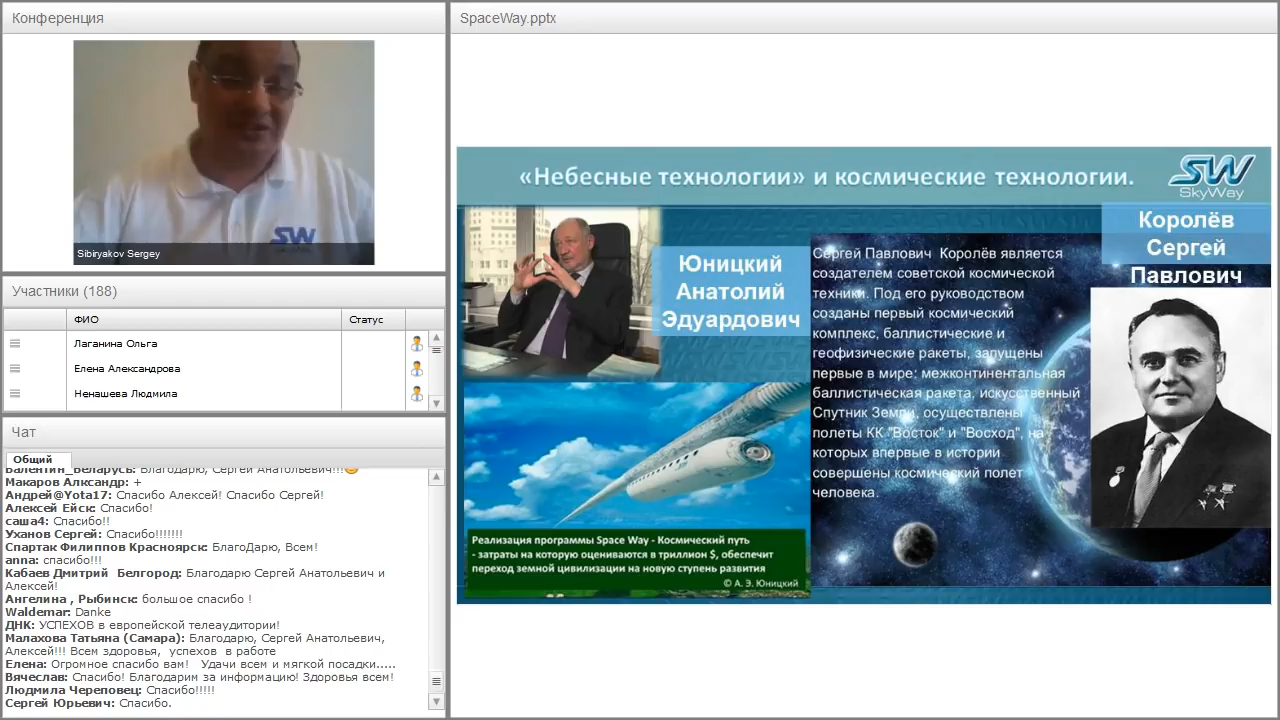 Конференция
Sibiryakov Sergey
Участники (188)
ФИО
Статус
Лаганина Ольга
Елена Александрова
Ненашева Людмила
Чат
Общий
Валентин_Беларусь: Благодарю, Сергей Анатольевич!!!
Макаров Алксандр: +
Андрей@Yota17: Спасибо Алексей! Спасибо Сергей!
Алексей Ейск: Спасибо!
саша4: Спасибо!!
Уханов Сергей: Спасибо!!!!!!!
Спартак Филиппов Красноярск: БлагоДарю, Всем!
anna: спасибо!!!
Кабаев Дмитрий Белгород: Благодарю Сергей Анатольевич и
Алексей!
Ангелина , Рыбинск: большое спасибо !
Waldemar: Danke
ДНК: УСПЕХОВ в европейской телеаудитории!
Малахова Татьяна (Самара): Благодарю, Сергей Анатольевич,
Алексей!!! Всем здоровья, успехов в работе
Елена: Огромное спасибо вам! Удачи всем и мягкой посадки.....
Вячеслав: Спасибо! Благодарим за информацию! Здоровья всем!
Людмила Череповец: Спасибо!!!!!
Сергей Юрьевич: Спасибо.
SpaceWay.pptx
«Небесные технологии» и космические технологии.
SW
SkyWay
Юницкий
Анатолий
Эдуардович
Реализация программы Space Way - Космический путь
- затраты на которую оцениваются в триллион $, обеспечит
переход земной цивилизации на новую ступень развития
© А. Э. Юницкий
Сергей Павлович Королёв является
создателем советской космической
техники. Под его руководством
созданы первый космический
комплекс, баллистические и
геофизические ракеты, запущены
первые в мире: межконтинентальная
баллистическая ракета, искусственный
Спутник Земли, осуществлены
полеты КК "Восток" и "Восход", на
которых впервые в истории
совершены космический полет
человека.
Королёв
Сергей
Павлович
SW